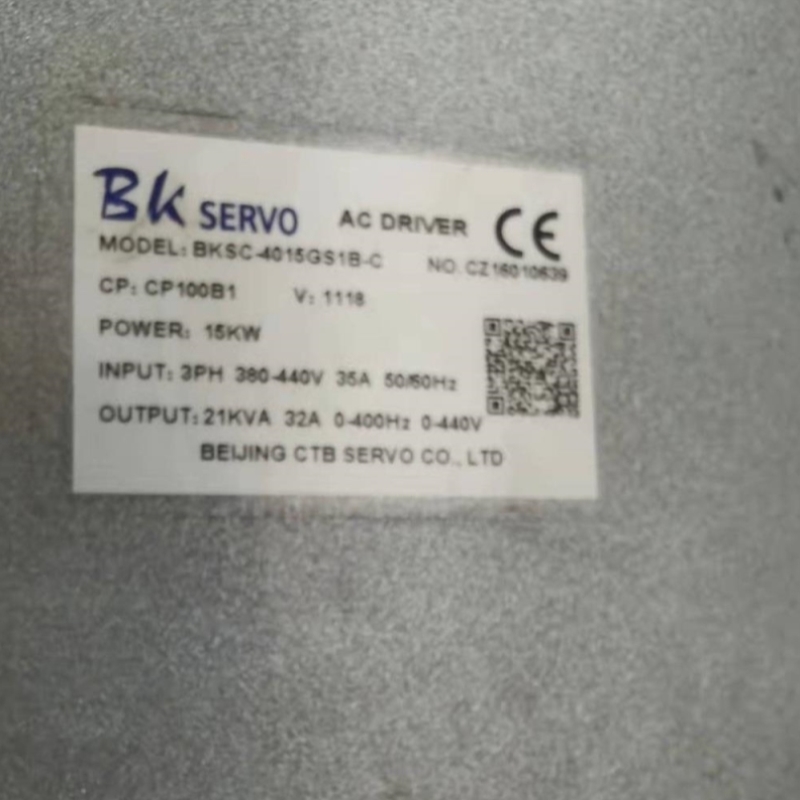 BK SERVO AC DRIVER CE
MODEL: BKSC-4015GS1B-C NO. CZ16010639
CP: CP100B1 V: 1118
POWER: 15KW
INPUT: 3PH 380-440V 35A 50/60Hz
OUTPUT: 21KVA 32A 0-400Hz 0-440V
BEIJING CTB SERVO CO., LTD